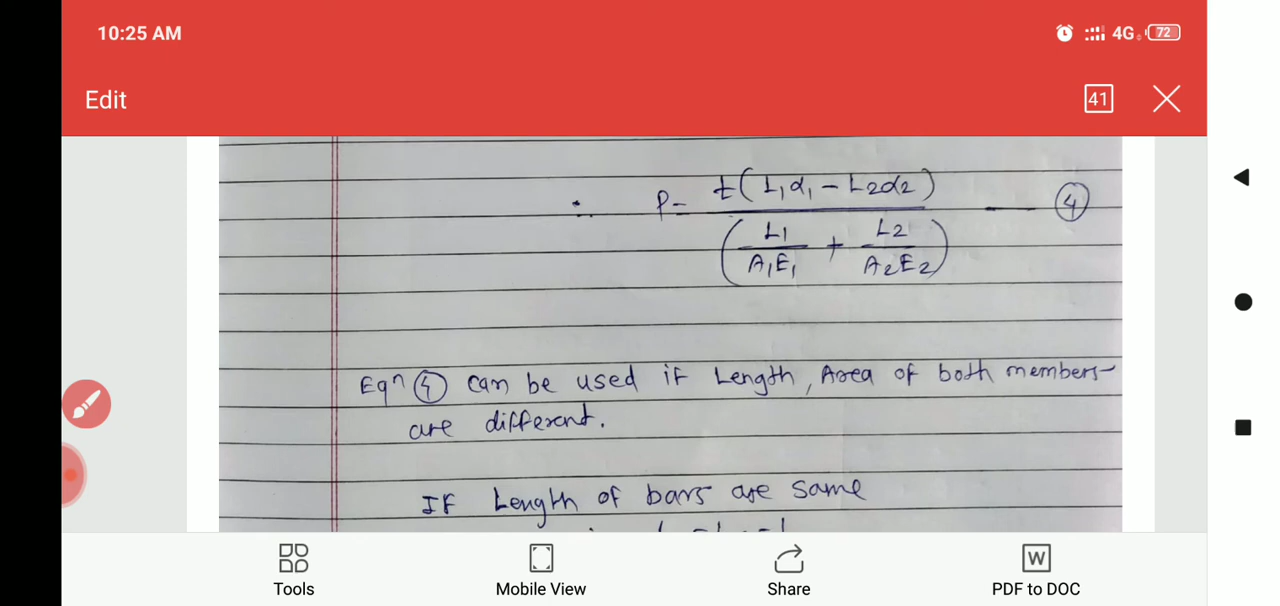 10:25 AM
4G 72
Edit
41
∴ P = t(L1α1 - L2α2) / (L1/A1E1 + L2/A2E2) --- ④
Eqn ④ can be used if Length, Area of both members
are different.
If Length of bars are same
Tools Mobile View Share PDF to DOC
W